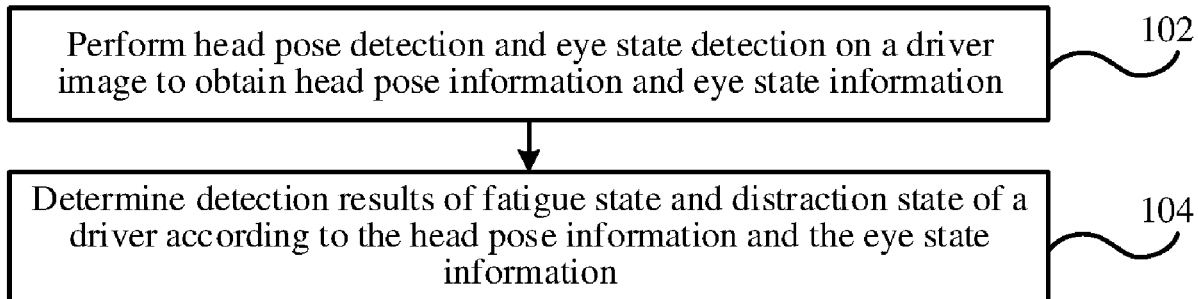 Perform head pose detection and eye state detection on a driver
image to obtain head pose information and eye state information
102
Determine detection results of fatigue state and distraction state of a
driver according to the head pose information and the eye state
information
104